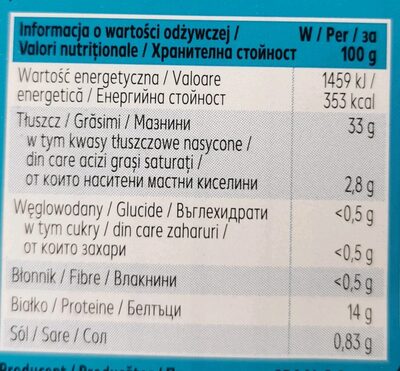 Informacja o wartości odżywczej / W / Per / за
Valori nutriționale / Хранителна стойност 100 g
Wartość energetyczna / Valoare 1459 kJ /
energetică / Енергийна стойност 353 kcal
Tłuszcz / Grăsimi / Мазнини 33 g
w tym kwasy tłuszczowe nasycone /
din care acizi grași saturați /
от които наситени мастни киселини 2,8 g
Węglowodany / Glucide / Въглехидрати <0,5 g
w tym cukry / din care zaharuri /
от които захари <0,5 g
Błonnik / Fibre / Влакнини <0,5 g
Białko / Proteine / Белтъци 14 g
Sól / Sare / Сол 0,83 g